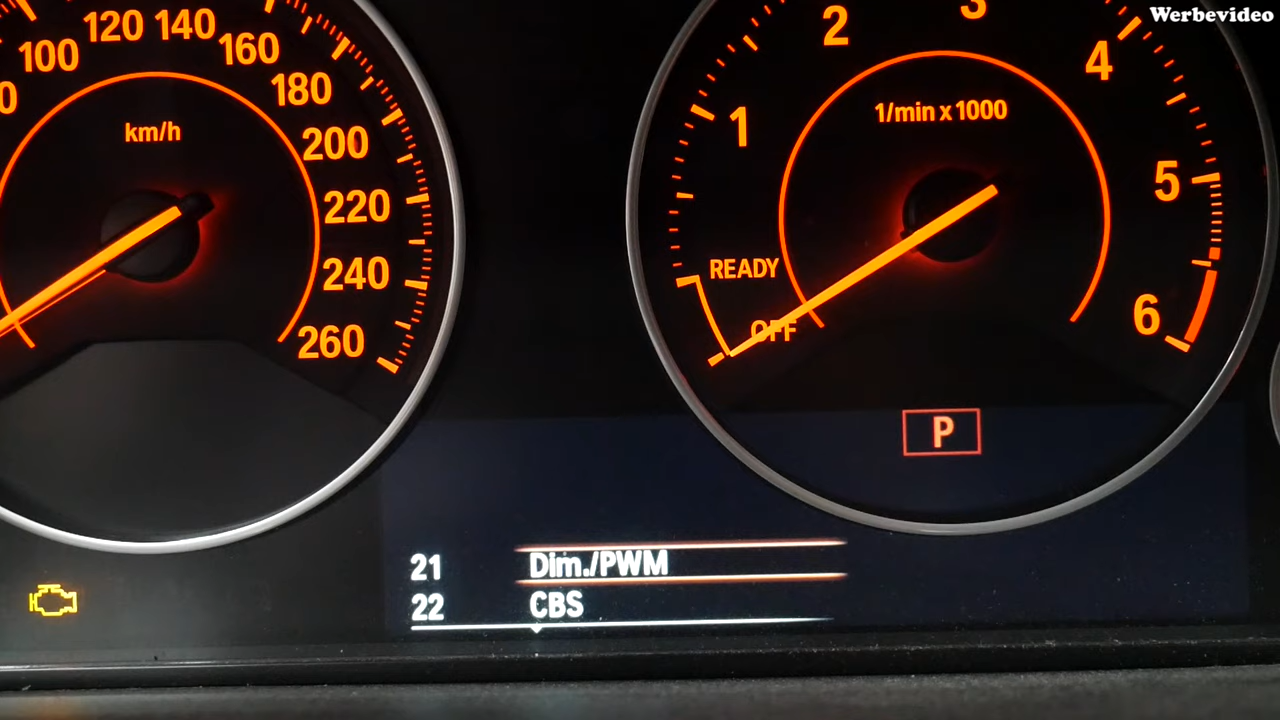 Werbevideo
100
120
140
160
180
200
220
240
260
km/h
1
2
3
4
5
6
1/min x 1000
READY
OFF
P
21 Dim./PWM
22 CBS